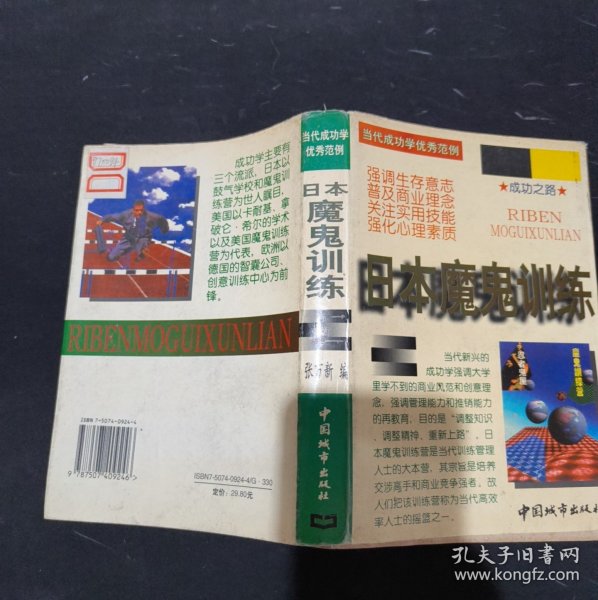 成功学主要有
三个流派,日本以
鼓气学校和魔鬼训
练营为世人瞩目,
美国以卡耐基、拿
破仑·希尔的学术
以及美国魔鬼训练
营为代表,欧洲以
德国的智囊公司、
创意训练中心为前
锋。
RIBENMOGUIXUNLIAN
ISBN 7-5074-0924-4
9 787507 409246 >
ISBN7-5074-0924-4/G·330
定价:29.80元
当代成功学
优秀范例
日本
魔鬼训练
张万新 编
中国城市出版社
当代成功学优秀范例
强调生存意志
普及商业理念
关注实用技能
强化心理素质
★成功之路★
RIBEN
MOGUIXUNLIAN
日本魔鬼训练
当代新兴的
成功学强调大学
里学不到的商业风范和创意理
念,强调管理能力和推销能力
的再教育,目的是“调整知识
、调整精神、重新上路”,日
本魔鬼训练营是当代训练管理
人士的大本营,其宗旨是培养
交涉高手和商业竞争强者。故
人们把该训练营称为当代高效
率人士的摇篮之一。
魔鬼訓練營
中国城市出版社
孔夫子旧书网
www.kongfz.com